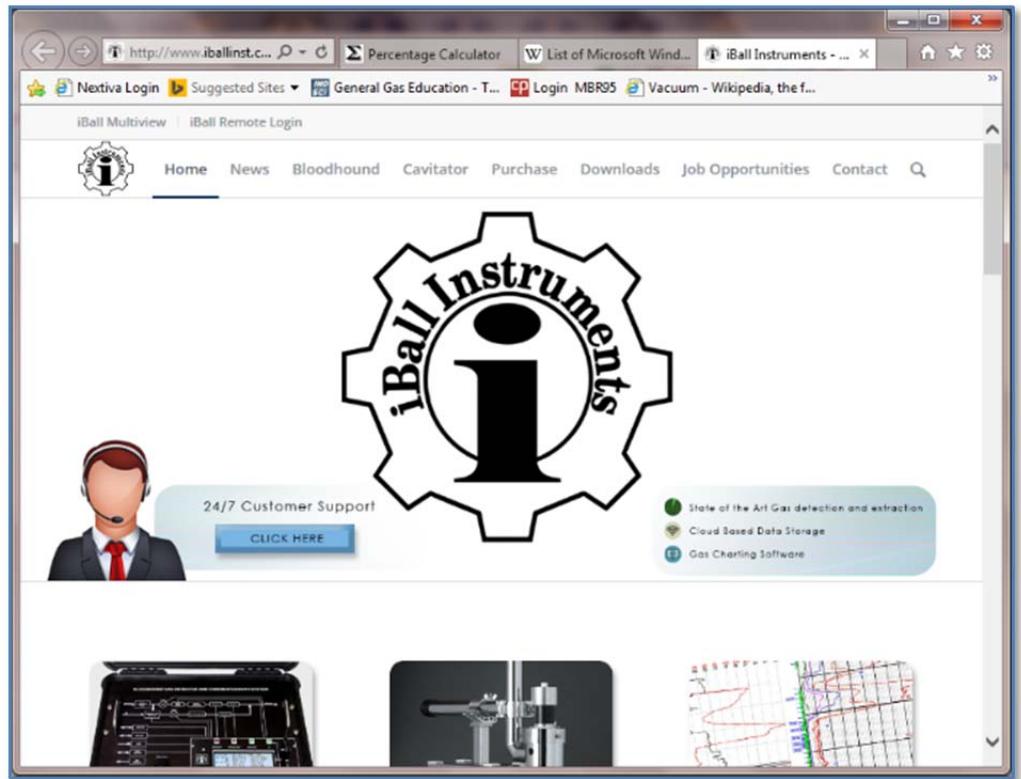 http://www.iballinst.c...
Percentage Calculator
List of Microsoft Wind...
iBall Instruments - ...
Nextiva Login
Suggested Sites
General Gas Education - T...
Login MBR95
Vacuum - Wikipedia, the f...
iBall Multiview
iBall Remote Login
Home News Bloodhound Cavitator Purchase Downloads Job Opportunities Contact
iBall Instruments
i
24/7 Customer Support
CLICK HERE
State of the Art Gas detection and extraction
Cloud Based Data Storage
Gas Charting Software